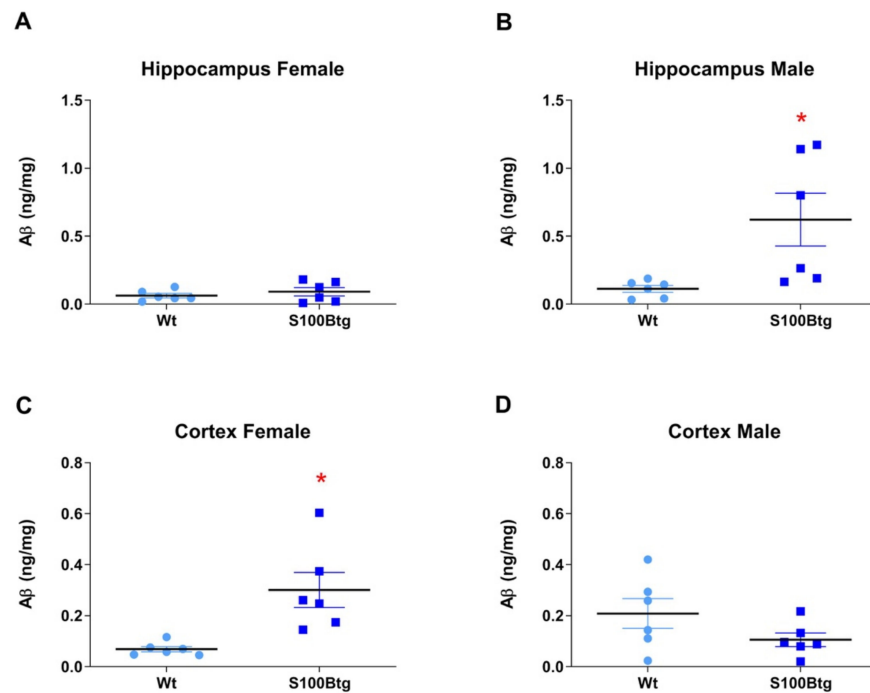 A
Hippocampus Female
Aβ (ng/mg)
1.5
1.0
0.5
0.0
Wt
S100Btg
B
Hippocampus Male
Aβ (ng/mg)
1.5
1.0
0.5
0.0
*
Wt
S100Btg
C
Cortex Female
Aβ (ng/mg)
0.8
0.6
0.4
0.2
0.0
*
Wt
S100Btg
D
Cortex Male
Aβ (ng/mg)
0.8
0.6
0.4
0.2
0.0
Wt
S100Btg